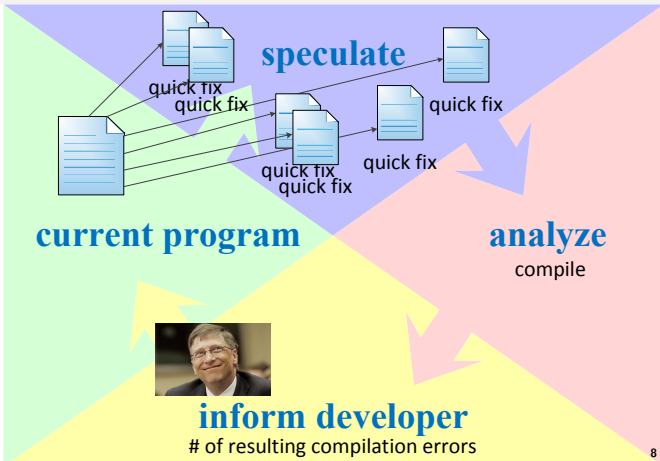 speculate
quick fix
quick fix
quick fix
quick fix
quick fix
quick fix
current program
analyze
compile
inform developer
# of resulting compilation errors
8